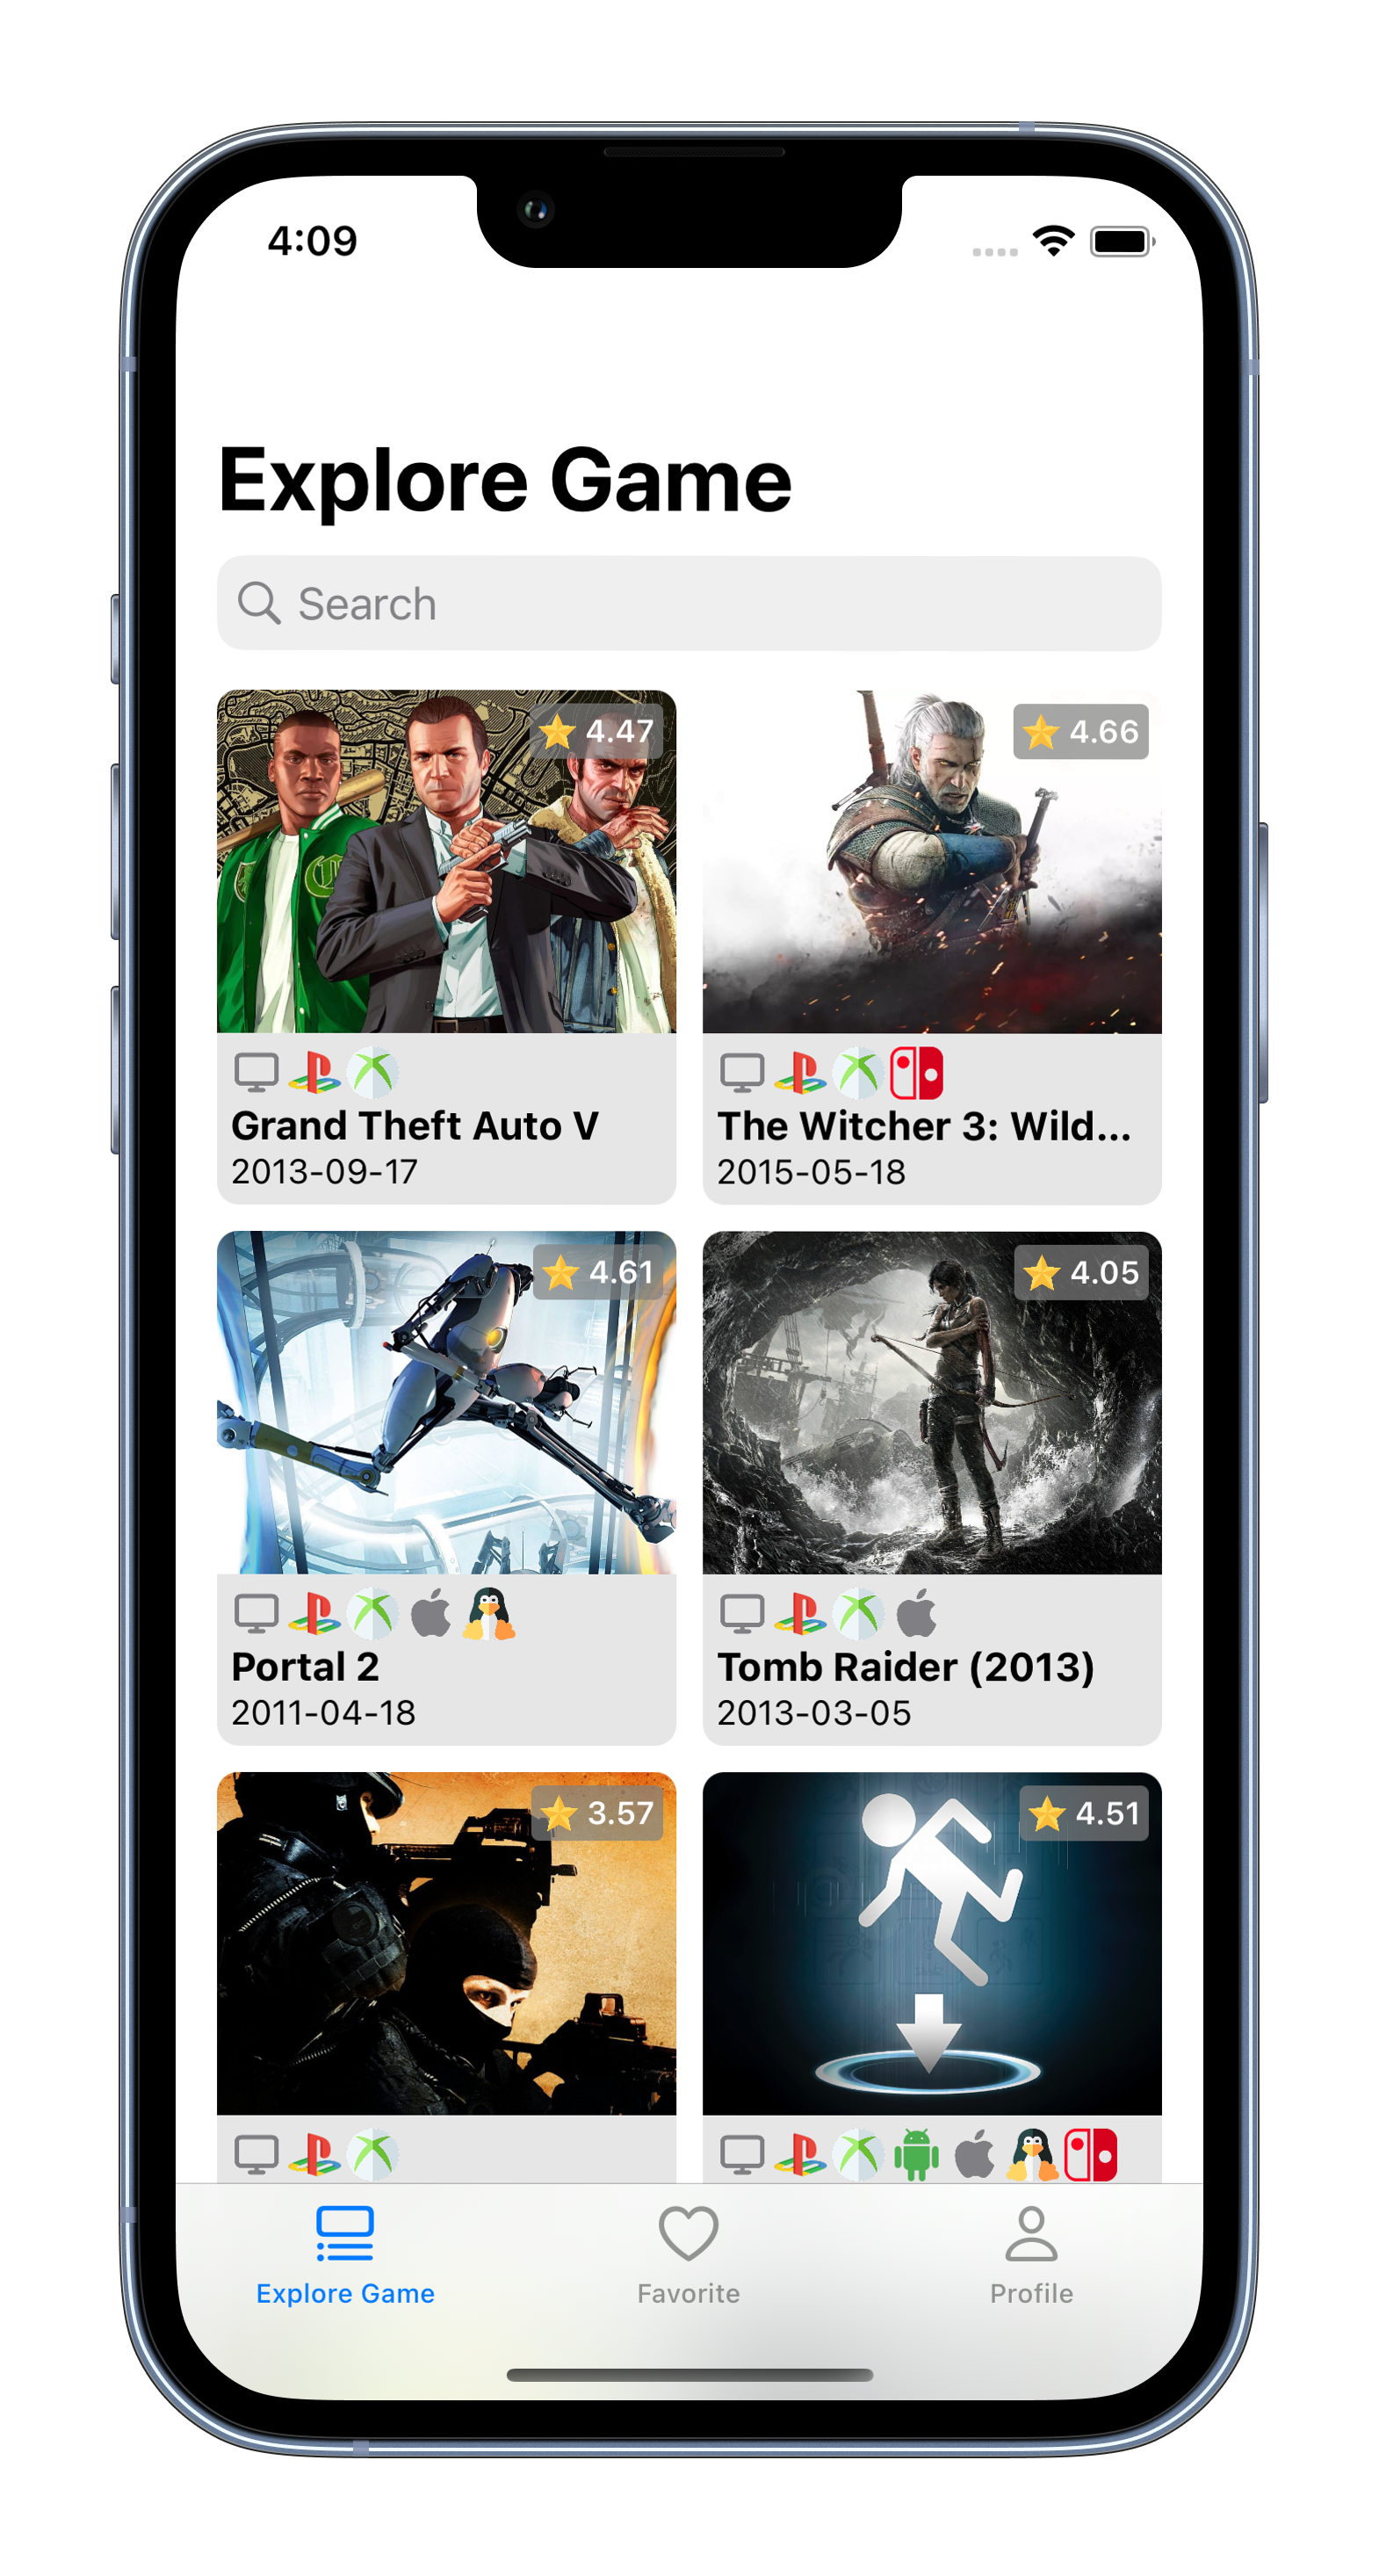 4:09
Explore Game
Search
4.47
4.66
Grand Theft Auto V
2013-09-17
The Witcher 3: Wild...
2015-05-18
4.61
4.05
Portal 2
2011-04-18
Tomb Raider (2013)
2013-03-05
3.57
4.51
Explore Game
Favorite
Profile